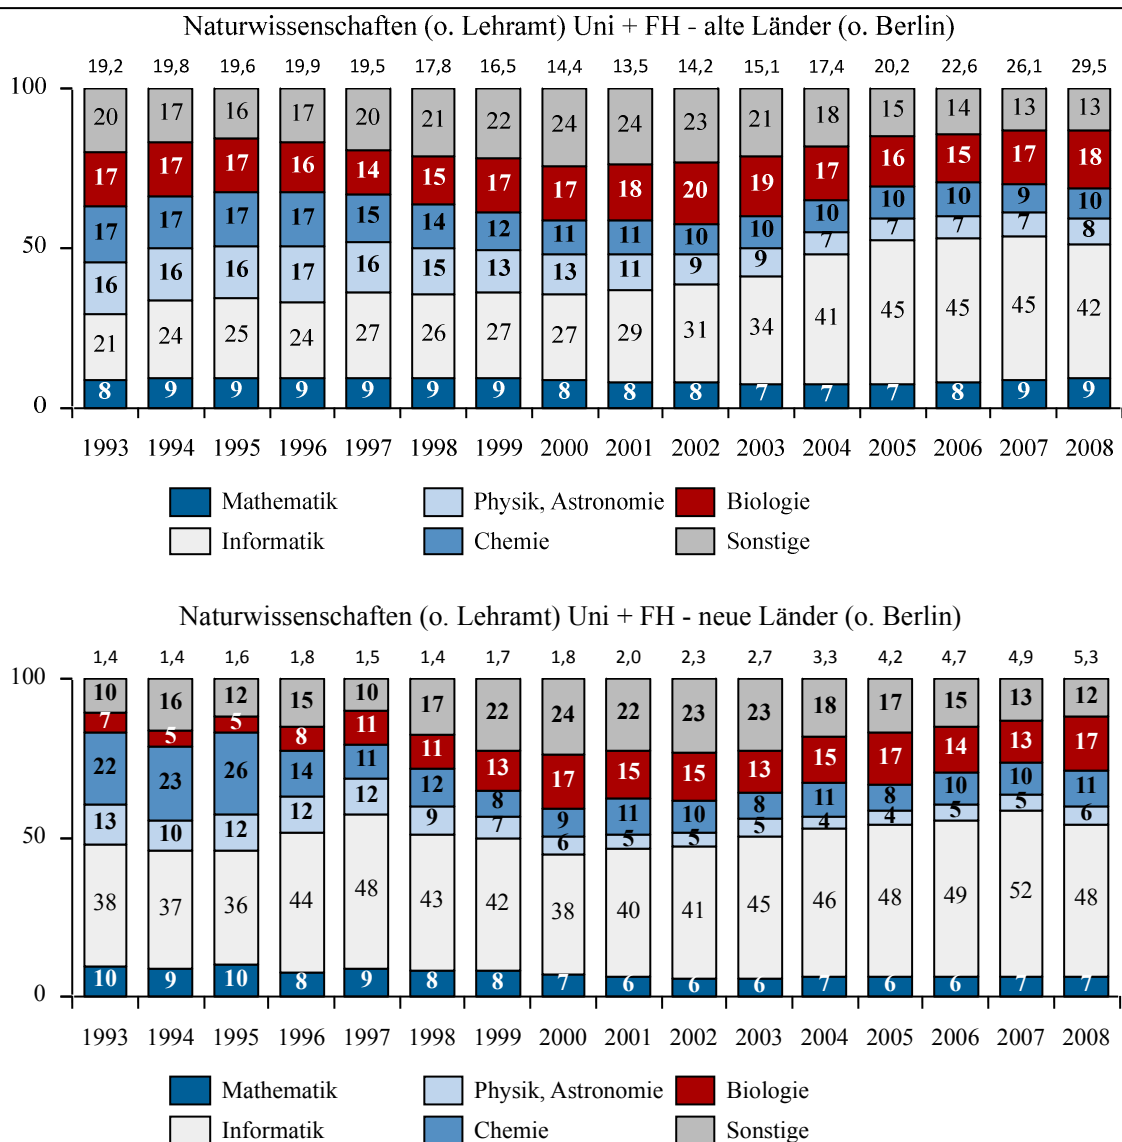 Naturwissenschaften (o. Lehramt) Uni + FH - alte Länder (o. Berlin)
19,2 19,8 19,6 19,9 19,5 17,8 16,5 14,4 13,5 14,2 15,1 17,4 20,2 22,6 26,1 29,5
100
20 17 16 17 20 21 22 24 24 23 21 18 15 14 13 13
17 17 17 16 14 15 17 17 18 20 19 17 16 15 17 18
17 17 17 17 15 14 12 11 11 10 10 10 10 10 9 10
50
16 16 16 17 16 15 13 13 11 9 9 7 7 7 7 8
21 24 25 24 27 26 27 27 29 31 34 41 45 45 45 42
8 9 9 9 9 9 9 8 8 8 7 7 7 8 9 9
0
1993 1994 1995 1996 1997 1998 1999 2000 2001 2002 2003 2004 2005 2006 2007 2008
Mathematik Physik, Astronomie Biologie
Informatik Chemie Sonstige
Naturwissenschaften (o. Lehramt) Uni + FH - neue Länder (o. Berlin)
1,4 1,4 1,6 1,8 1,5 1,4 1,7 1,8 2,0 2,3 2,7 3,3 4,2 4,7 4,9 5,3
100
10 16 12 15 10 17 22 24 22 23 23 18 17 15 13 12
7 5 5 8 11 11 13 17 15 15 13 15 17 14 13 17
22 23 26 14 11 12 8 9 11 10 8 11 8 10 10 11
13 10 12 12 12 9 7 6 5 5 5 4 4 5 5 6
50
38 37 36 44 48 43 42 38 40 41 45 46 48 49 52 48
10 9 10 8 9 8 8 7 6 6 6 7 6 6 7 7
0
1993 1994 1995 1996 1997 1998 1999 2000 2001 2002 2003 2004 2005 2006 2007 2008
Mathematik Physik, Astronomie Biologie
Informatik Chemie Sonstige